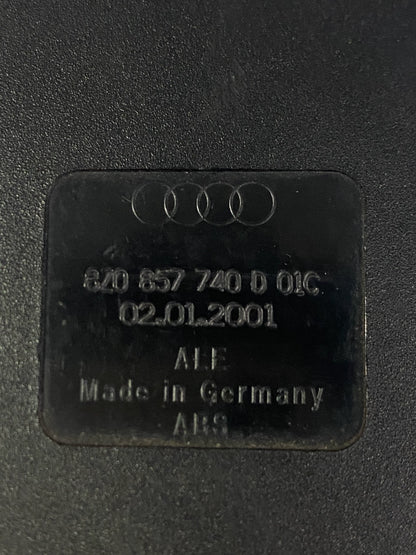 8Z0 857 740 D 01C
02.01.2001
ALE
Made in Germany
ABS